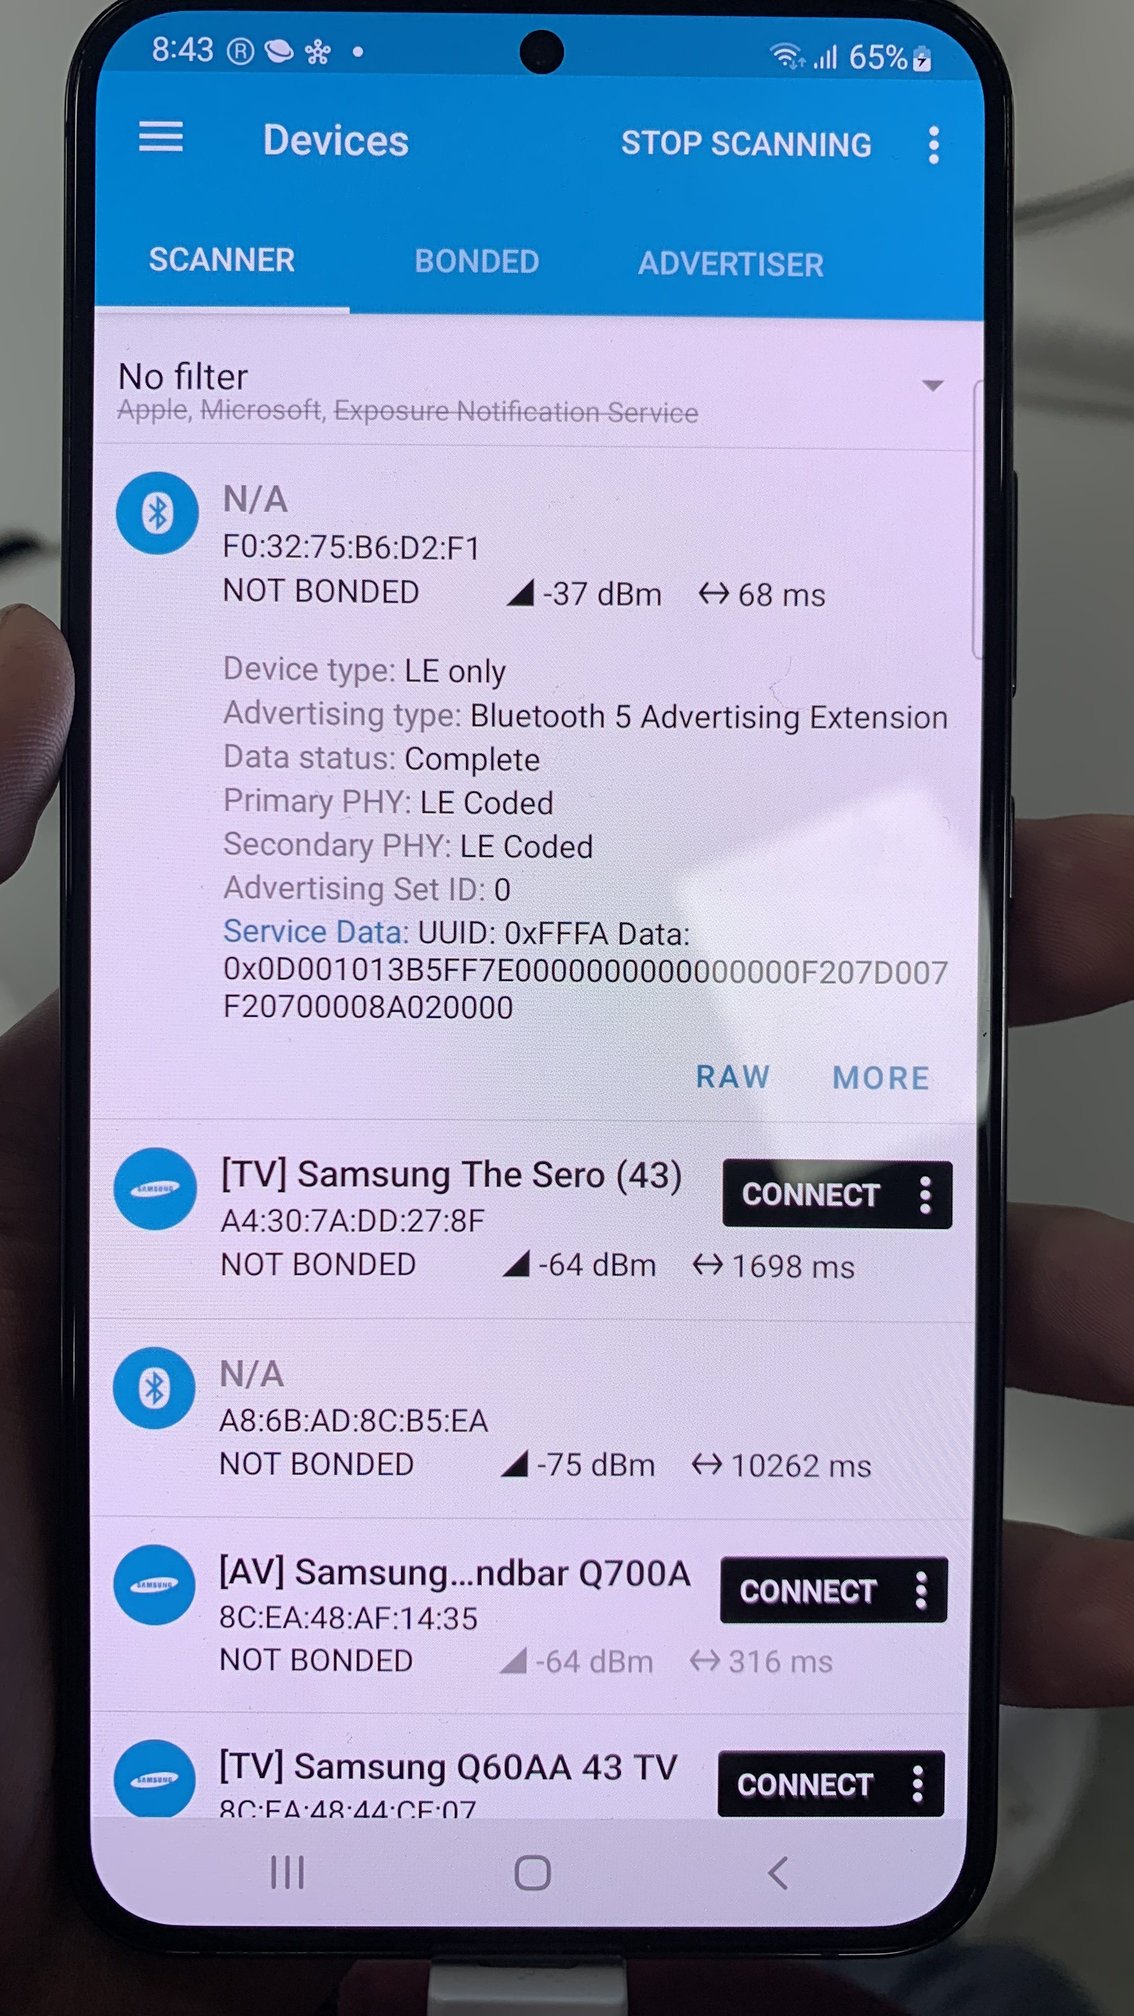 8:43 ® 65%
Devices STOP SCANNING
SCANNER BONDED ADVERTISER
No filter
Apple, Microsoft, Exposure Notification Service
N/A
F0:32:75:B6:D2:F1
NOT BONDED -37 dBm ↔ 68 ms
Device type: LE only
Advertising type: Bluetooth 5 Advertising Extension
Data status: Complete
Primary PHY: LE Coded
Secondary PHY: LE Coded
Advertising Set ID: 0
Service Data: UUID: 0xFFFA Data:
0x0D001013B5FF7E0000000000000000F207D007
F20700008A020000
RAW MORE
SAMSUNG [TV] Samsung The Sero (43) CONNECT
A4:30:7A:DD:27:8F
NOT BONDED -64 dBm ↔ 1698 ms
N/A
A8:6B:AD:8C:B5:EA
NOT BONDED -75 dBm ↔ 10262 ms
SAMSUNG [AV] Samsung...ndbar Q700A CONNECT
8C:EA:48:AF:14:35
NOT BONDED -64 dBm ↔ 316 ms
SAMSUNG [TV] Samsung Q60AA 43 TV CONNECT
8C:EA:48:44:CE:07